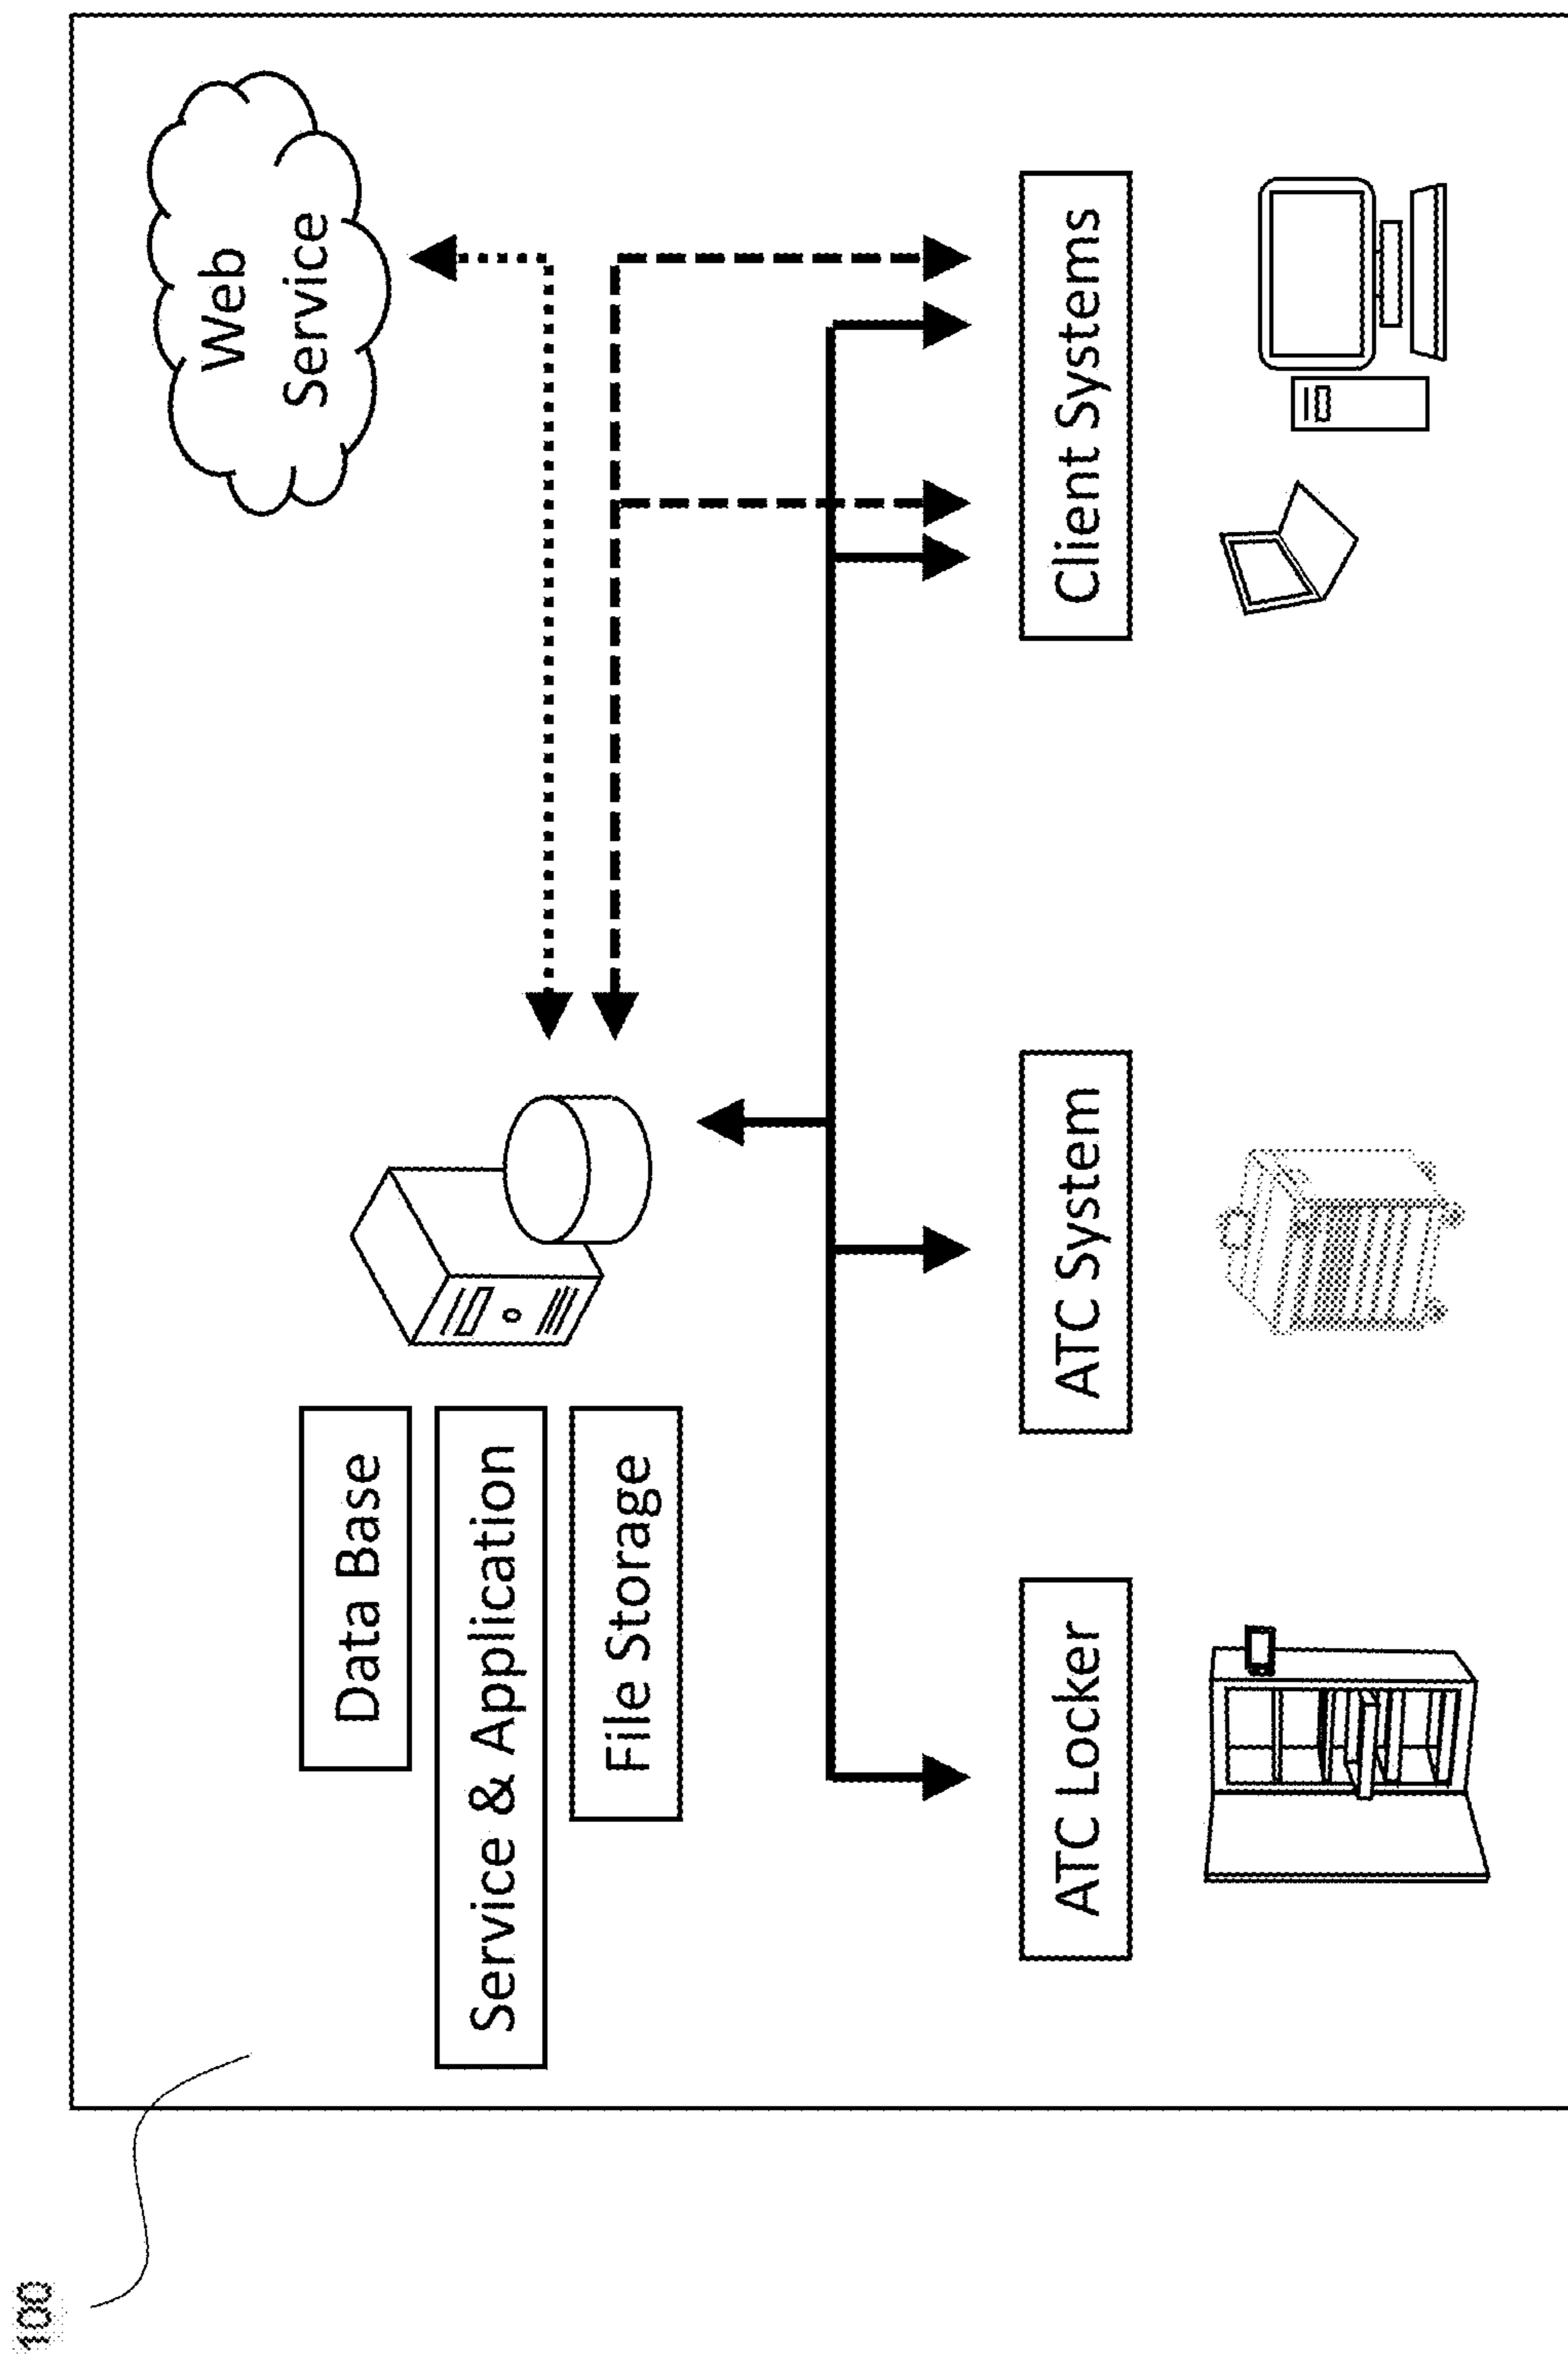 100
Data Base
Service & Application
File Storage
Web
Service
ATC Locker
ATC System
Client Systems